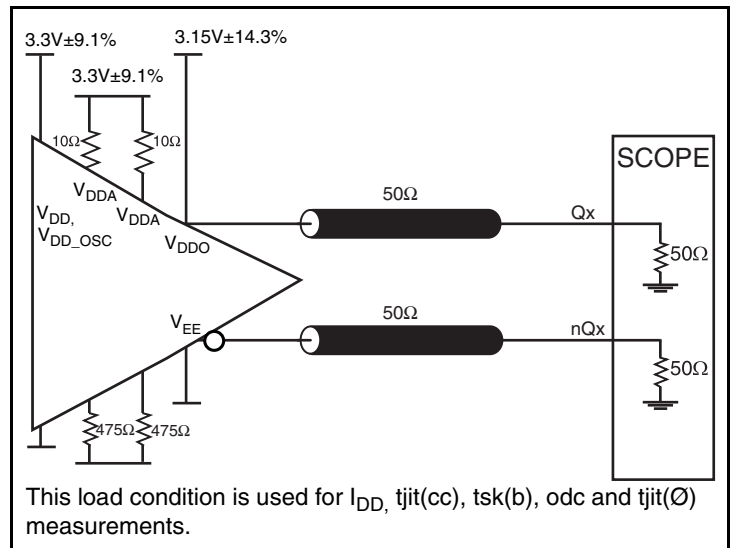 3.3V±9.1%
3.15V±14.3%
3.3V±9.1%
10Ω
10Ω
SCOPE
VDDA
VDDA
VDD,
VDD_OSC
VDDO
50Ω
Qx
50Ω
VEE
50Ω
nQx
50Ω
475Ω
475Ω
This load condition is used for IDD, tjit(cc), tsk(b), odc and tjit(Ø)
measurements.